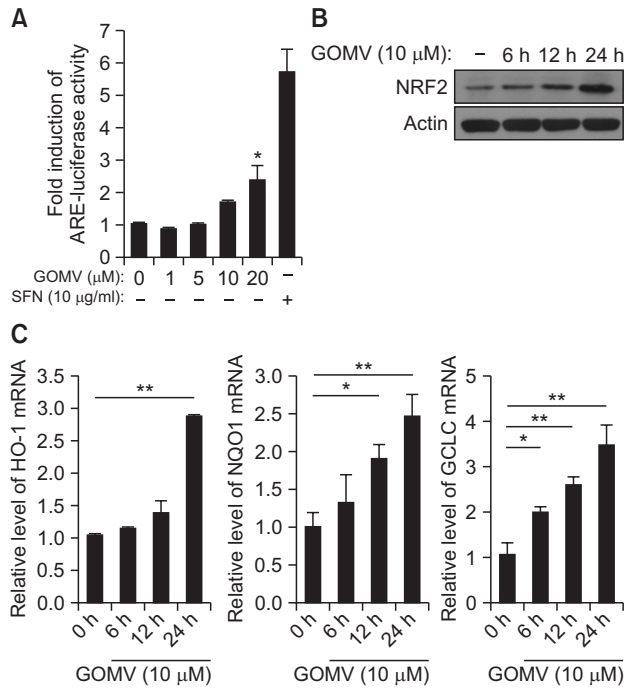 A
Fold induction of
ARE-luciferase activity
7
6
5
4
3
2
1
0
*
GOMV (μM): 0 1 5 10 20 –
SFN (10 μg/ml): – – – – – +
B
GOMV (10 μM): – 6 h 12 h 24 h
NRF2
Actin
C
Relative level of HO-1 mRNA
3.5
3.0
2.5
2.0
1.5
1.0
0.5
0.0
**
0 h 6 h 12 h 24 h
GOMV (10 μM)
Relative level of NQO1 mRNA
3.0
2.5
2.0
1.5
1.0
0.5
0.0
**
*
0 h 6 h 12 h 24 h
GOMV (10 μM)
Relative level of GCLC mRNA
5
4
3
2
1
0
**
**
*
0 h 6 h 12 h 24 h
GOMV (10 μM)